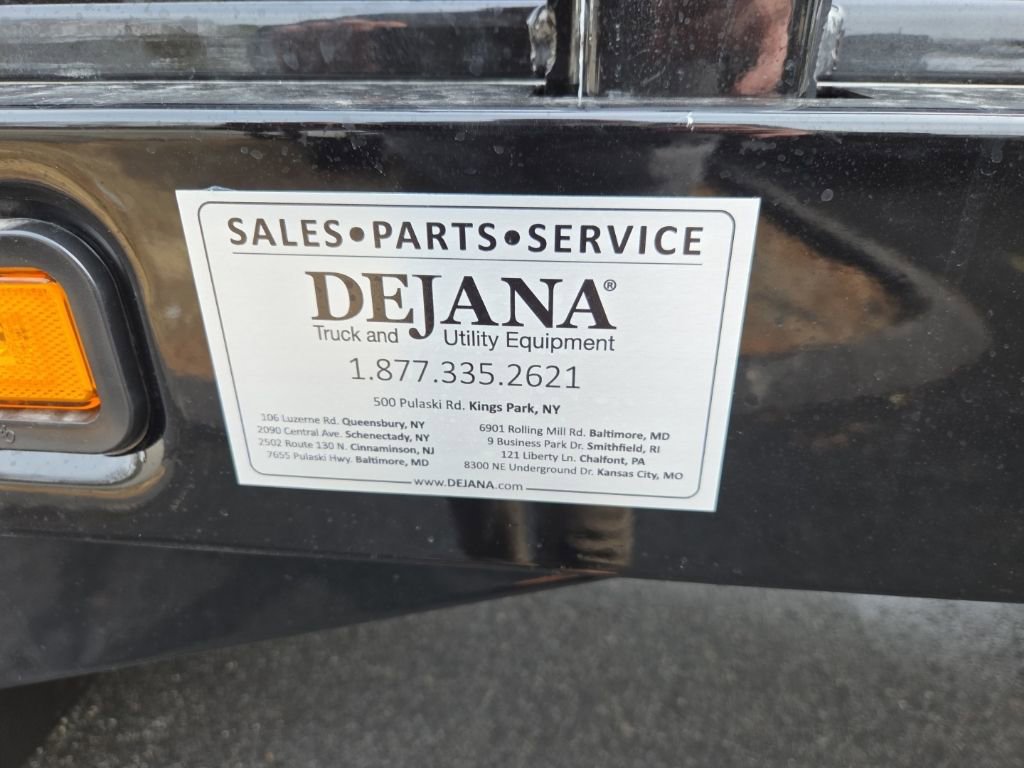 SALES•PARTS•SERVICE
DEJANA®
Truck and Utility Equipment
1.877.335.2621
500 Pulaski Rd. Kings Park, NY
106 Luzerne Rd. Queensbury, NY
2090 Central Ave. Schenectady, NY
2502 Route 130 N. Cinnaminson, NJ
7655 Pulaski Hwy. Baltimore, MD
6901 Rolling Mill Rd. Baltimore, MD
9 Business Park Dr. Smithfield, RI
121 Liberty Ln. Chalfont, PA
8300 NE Underground Dr. Kansas City, MO
www.DEJANA.com